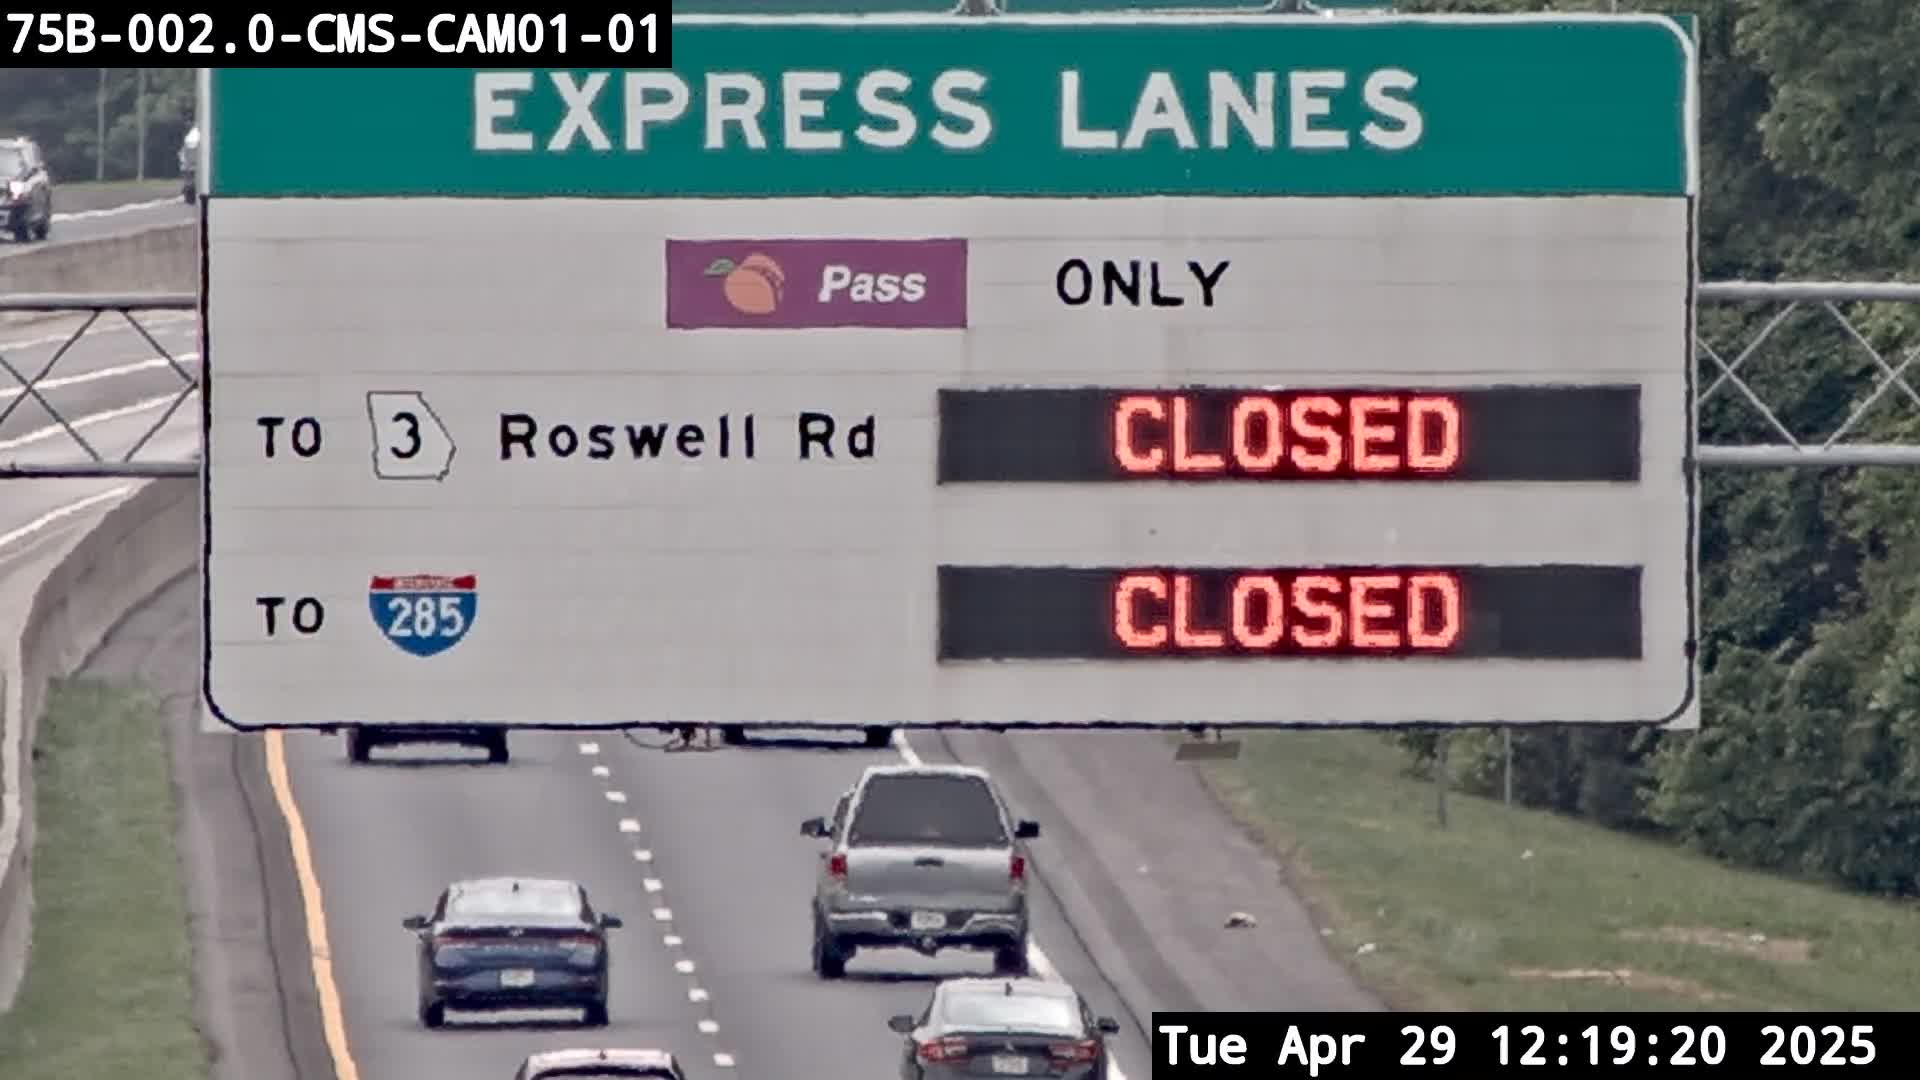 75B-002.0-CMS-CAM01-01
EXPRESS LANES
Pass ONLY
TO 3 Roswell Rd CLOSED
TO 285 CLOSED
Tue Apr 29 12:19:20 2025